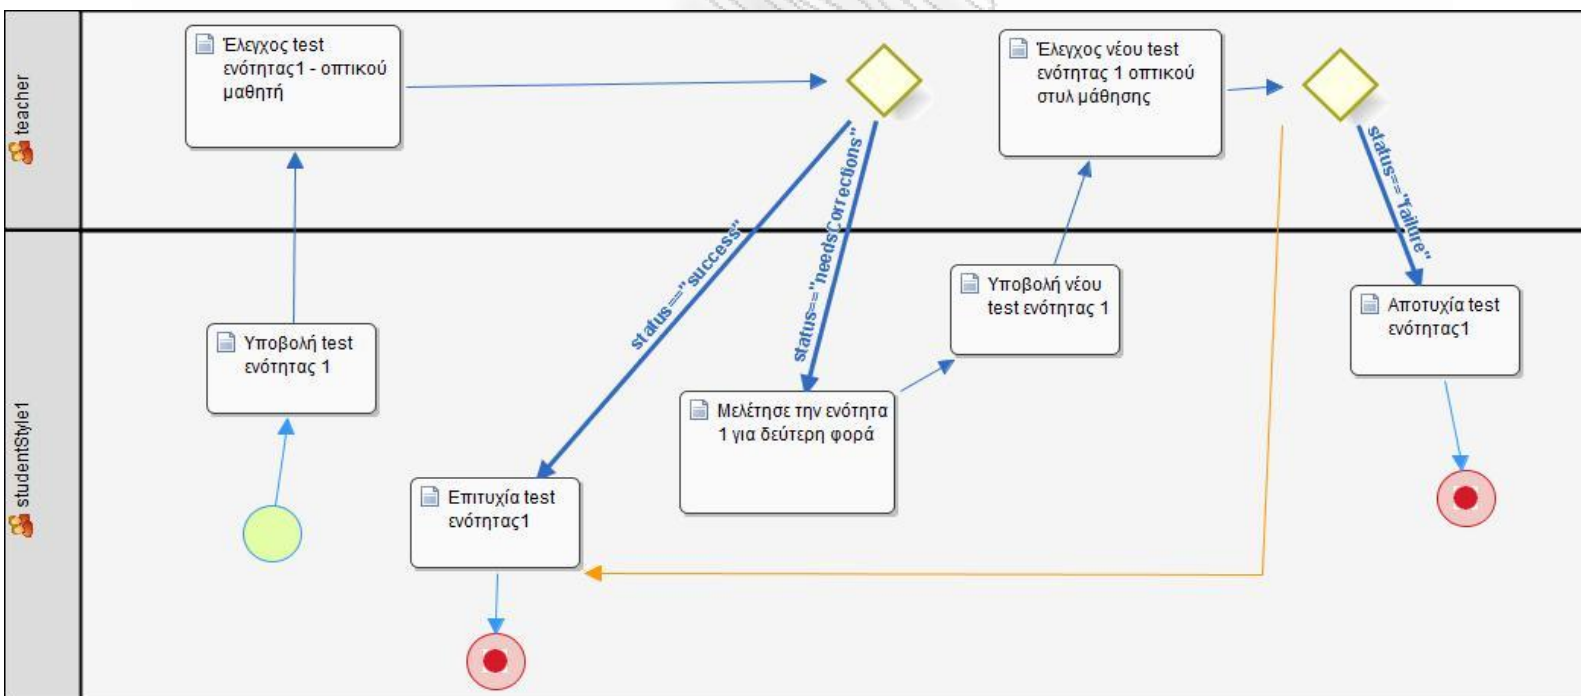 teacher
Έλεγχος test
ενότητας1 - οπτικού
μαθητή
Έλεγχος νέου test
ενότητας 1 οπτικού
στυλ μάθησης
status=="success"
status=="needsCorrections"
status=="failure"
studentStyle1
Υποβολή test
ενότητας 1
Επιτυχία test
ενότητας1
Μελέτησε την ενότητα
1 για δεύτερη φορά
Υποβολή νέου
test ενότητας 1
Αποτυχία test
ενότητας1